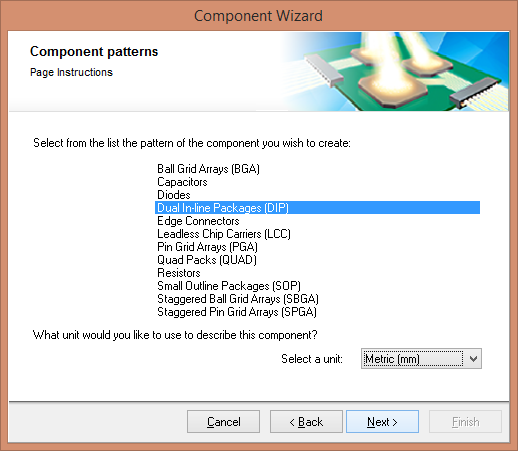 Component Wizard
Component patterns
Page Instructions
Select from the list the pattern of the component you wish to create:
Ball Grid Arrays (BGA)
Capacitors
Diodes
Dual In-line Packages (DIP)
Edge Connectors
Leadless Chip Carriers (LCC)
Pin Grid Arrays (PGA)
Quad Packs (QUAD)
Resistors
Small Outline Packages (SOP)
Staggered Ball Grid Arrays (SBGA)
Staggered Pin Grid Arrays (SPGA)
What unit would you like to use to describe this component?
Select a unit: Metric (mm)
Cancel < Back Next > Finish